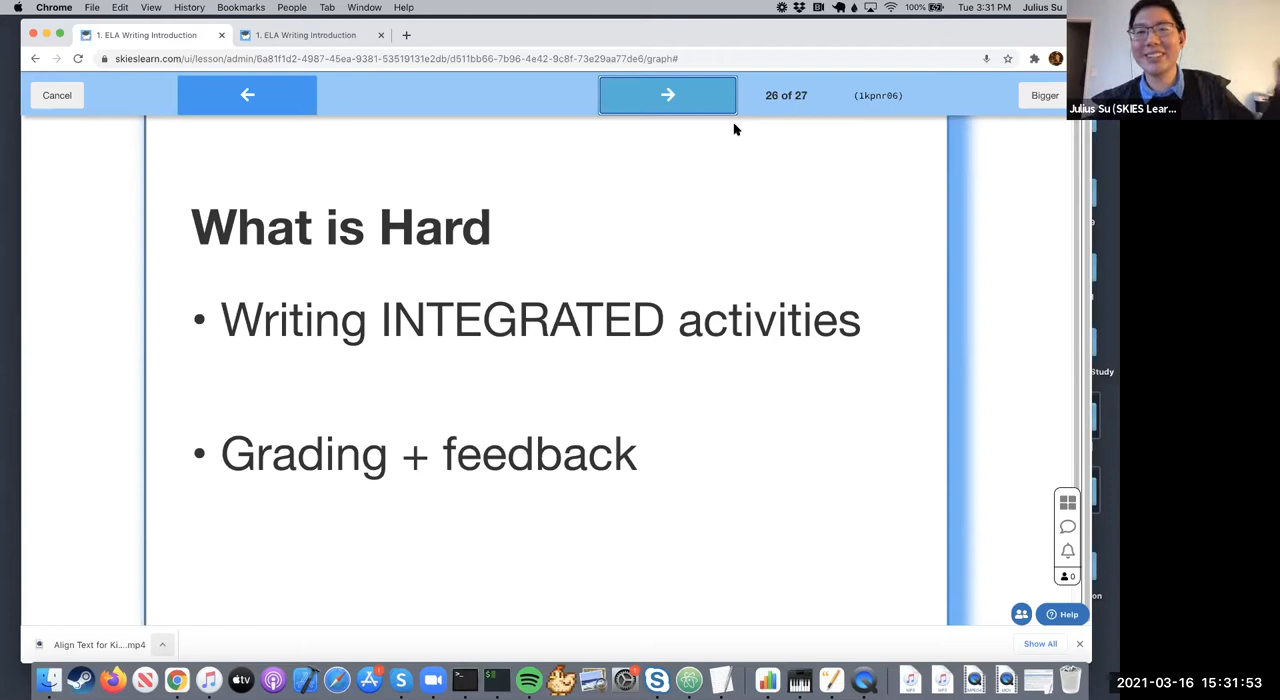 Chrome File Edit View History Bookmarks People Tab Window Help 100% Tue 3:31 PM Julius Su
1. ELA Writing Introduction 1. ELA Writing Introduction
skieslearn.com/ui/lesson/admin/6a81f1d2-4987-45ea-9381-53519131e2db/d511bb66-7b96-4e42-9c8f-73e29aa77de6/graph#
Cancel 26 of 27 (1kpnr06) Bigger
Julius Su (SKIES Lear...
What is Hard
• Writing INTEGRATED activities
• Grading + feedback
Study
0
Help
Align Text for Ki....mp4 Show All
tv
2021-03-16 15:31:53